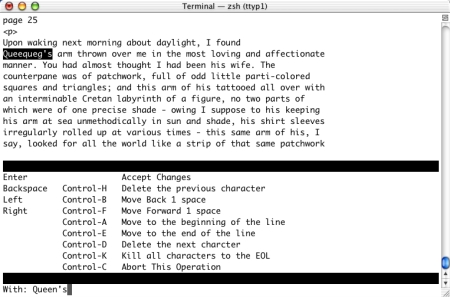 Terminal — zsh (ttyp1)
page 25
<p>
Upon waking next morning about daylight, I found
Queequeg's arm thrown over me in the most loving and affectionate
manner. You had almost thought I had been his wife. The
counterpane was of patchwork, full of odd little parti-colored
squares and triangles; and this arm of his tattooed all over with
an interminable Cretan labyrinth of a figure, no two parts of
which were of one precise shade - owing I suppose to his keeping
his arm at sea unmethodically in sun and shade, his shirt sleeves
irregularly rolled up at various times - this same arm of his, I
say, looked for all the world like a strip of that same patchwork
Enter Accept Changes
Backspace Control-H Delete the previous character
Left Control-B Move Back 1 space
Right Control-F Move Forward 1 space
Control-A Move to the beginning of the line
Control-E Move to the end of the line
Control-D Delete the next charcter
Control-K Kill all characters to the EOL
Control-C Abort This Operation
With: Queen's